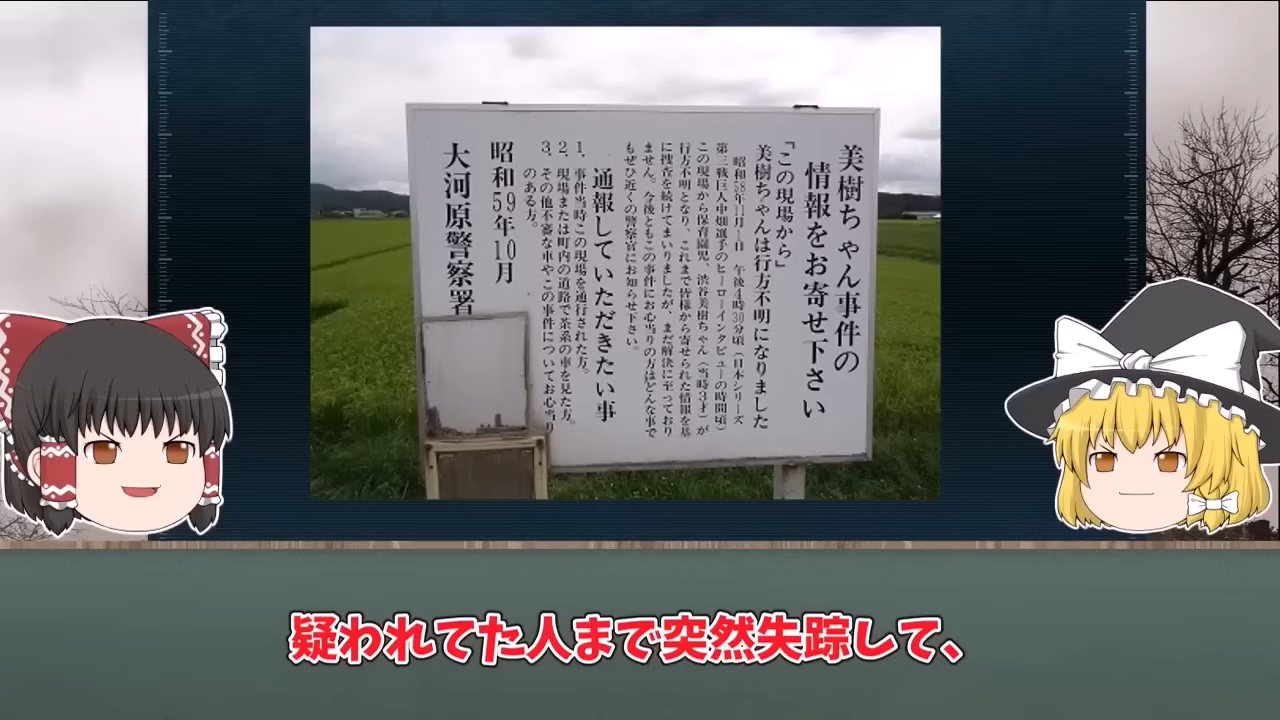 美樹ちゃん事件の
情報をお寄せ下さい
「この現場から」
美樹ちゃんは行方不明になりました
昭和58年11月1日 午後4時30分頃(日本シリーズ
第三戦巨人中畑選手のヒーローインタビューの時間頃)
この現場から保育園児、渋谷美樹ちゃん(当時3才)が
行方不明となり、これまで皆様から寄せられた情報を基
に捜査を続けてまいりましたが、まだ解決に至っており
ません。今後ともこの事件にお心当りの方はどんな事で
もぜひ近くの警察官にお知らせ下さい。
通報していただきたい事
1、事件当時この現場を通行された方。
2、現場または町内の道路で茶系の車を見た方。
3、その他不審な車やこの事件についてお心当り
のある方。
昭和59年10月
大河原警察署
疑われてた人まで突然失踪して、